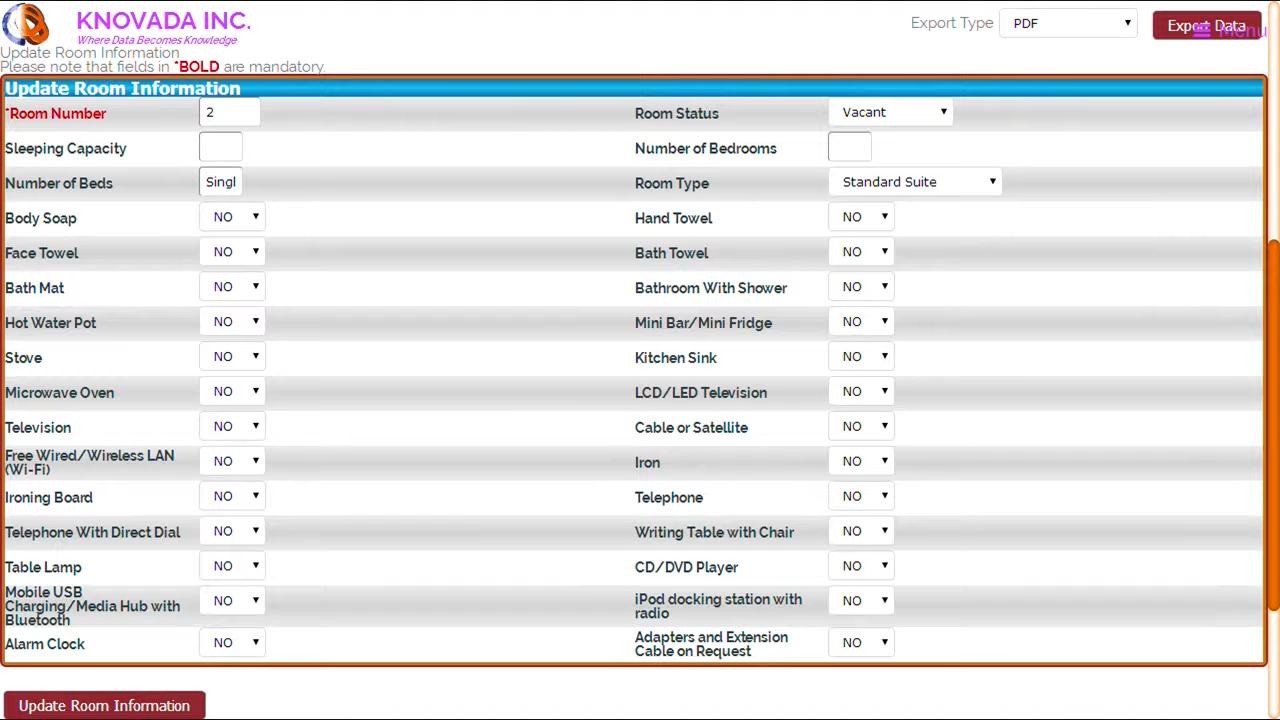 KNOVADA INC.
Where Data Becomes Knowledge
Export Type PDF Export Data
Menu
Update Room Information
Please note that fields in *BOLD are mandatory.
Update Room Information
*Room Number 2 Room Status Vacant
Sleeping Capacity Number of Bedrooms
Number of Beds Singl Room Type Standard Suite
Body Soap NO Hand Towel NO
Face Towel NO Bath Towel NO
Bath Mat NO Bathroom With Shower NO
Hot Water Pot NO Mini Bar/Mini Fridge NO
Stove NO Kitchen Sink NO
Microwave Oven NO LCD/LED Television NO
Television NO Cable or Satellite NO
Free Wired/Wireless LAN
(Wi-Fi) NO Iron NO
Ironing Board NO Telephone NO
Telephone With Direct Dial NO Writing Table with Chair NO
Table Lamp NO CD/DVD Player NO
Mobile USB
Charging/Media Hub with
Bluetooth NO iPod docking station with
radio NO
Alarm Clock NO Adapters and Extension
Cable on Request NO
Update Room Information